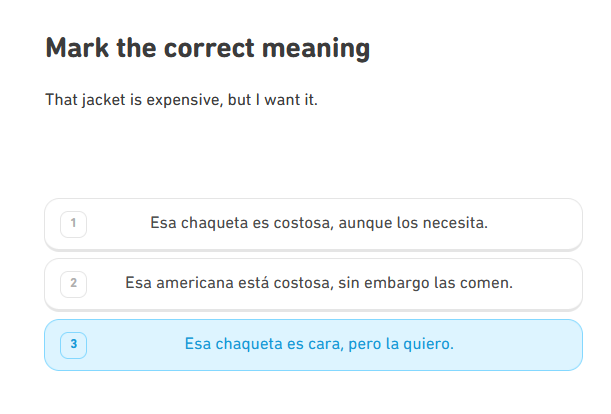 Mark the correct meaning
That jacket is expensive, but I want it.
1 Esa chaqueta es costosa, aunque los necesita.
2 Esa americana está costosa, sin embargo las comen.
3 Esa chaqueta es cara, pero la quiero.